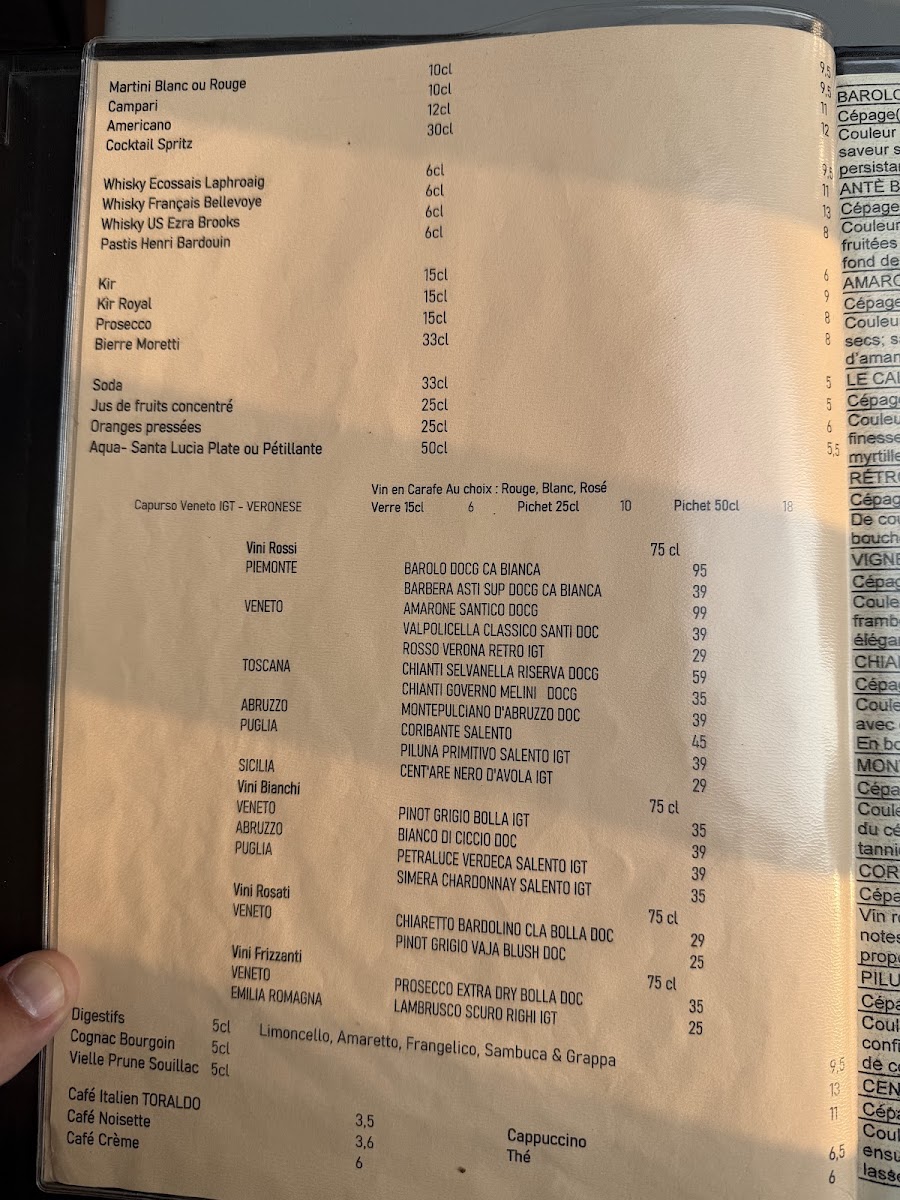 Martini Blanc ou Rouge 10cl 9,5
Campari 10cl 9,5
Americano 12cl 11
Cocktail Spritz 30cl 12
Whisky Ecossais Laphroaig 6cl 9,5
Whisky Français Bellevoye 6cl 11
Whisky US Ezra Brooks 6cl 13
Pastis Henri Bardouin 6cl 8
Kir 15cl 6
Kir Royal 15cl 9
Prosecco 15cl 8
Bierre Moretti 33cl 8
Soda 33cl 5
Jus de fruits concentré 25cl 5
Oranges pressées 25cl 6
Aqua- Santa Lucia Plate ou Pétillante 50cl 5,5
Vin en Carafe Au choix : Rouge, Blanc, Rosé
Capurso Veneto IGT - VERONESE Verre 15cl 6 Pichet 25cl 10 Pichet 50cl 18
Vini Rossi 75 cl
PIEMONTE BAROLO DOCG CA BIANCA 95
BARBERA ASTI SUP DOCG CA BIANCA 39
VENETO AMARONE SANTICO DOCG 99
VALPOLICELLA CLASSICO SANTI DOC 39
ROSSO VERONA RETRO IGT 29
TOSCANA CHIANTI SELVANELLA RISERVA DOCG 59
CHIANTI GOVERNO MELINI DOCG 35
ABRUZZO MONTEPULCIANO D'ABRUZZO DOC 39
PUGLIA CORIBANTE SALENTO 45
PILUNA PRIMITIVO SALENTO IGT 39
SICILIA CENT'ARE NERO D'AVOLA IGT 29
Vini Bianchi 75 cl
VENETO PINOT GRIGIO BOLLA IGT 35
ABRUZZO BIANCO DI CICCIO DOC 39
PUGLIA PETRALUCE VERDECA SALENTO IGT 39
SIMERA CHARDONNAY SALENTO IGT 35
Vini Rosati 75 cl
VENETO CHIARETTO BARDOLINO CLA BOLLA DOC 29
PINOT GRIGIO VAJA BLUSH DOC 25
Vini Frizzanti 75 cl
VENETO PROSECCO EXTRA DRY BOLLA DOC 35
EMILIA ROMAGNA LAMBRUSCO SCURO RIGHI IGT 25
Digestifs 5cl Limoncello, Amaretto, Frangelico, Sambuca & Grappa 9,5
Cognac Bourgoin 5cl 13
Vielle Prune Souillac 5cl 11
Café Italien TORALDO 3,5
Café Noisette 3,6 Cappuccino 6,5
Café Crème 6 Thé 6
BAROLO
Cépage(
Couleur
saveur s
persistan
ANTÈ B
Cépage
Couleur
fruitées
fond de
AMARO
Cépage
Couleu
secs; s
d'aman
LE CAL
Cépag
Couleu
finesse
myrtille
RÉTRO
Cépag
De cou
bouche
VIGNE
Cépa
Coule
framb
élégan
CHIAN
Cépa
Coule
avec
En bo
MON
Cépa
Coule
du cé
tanni
COR
Cépa
Vin r
notes
propo
PILU
Cépa
Coul
confi
de co
CEN
Cépa
Coul
ensu
lasse